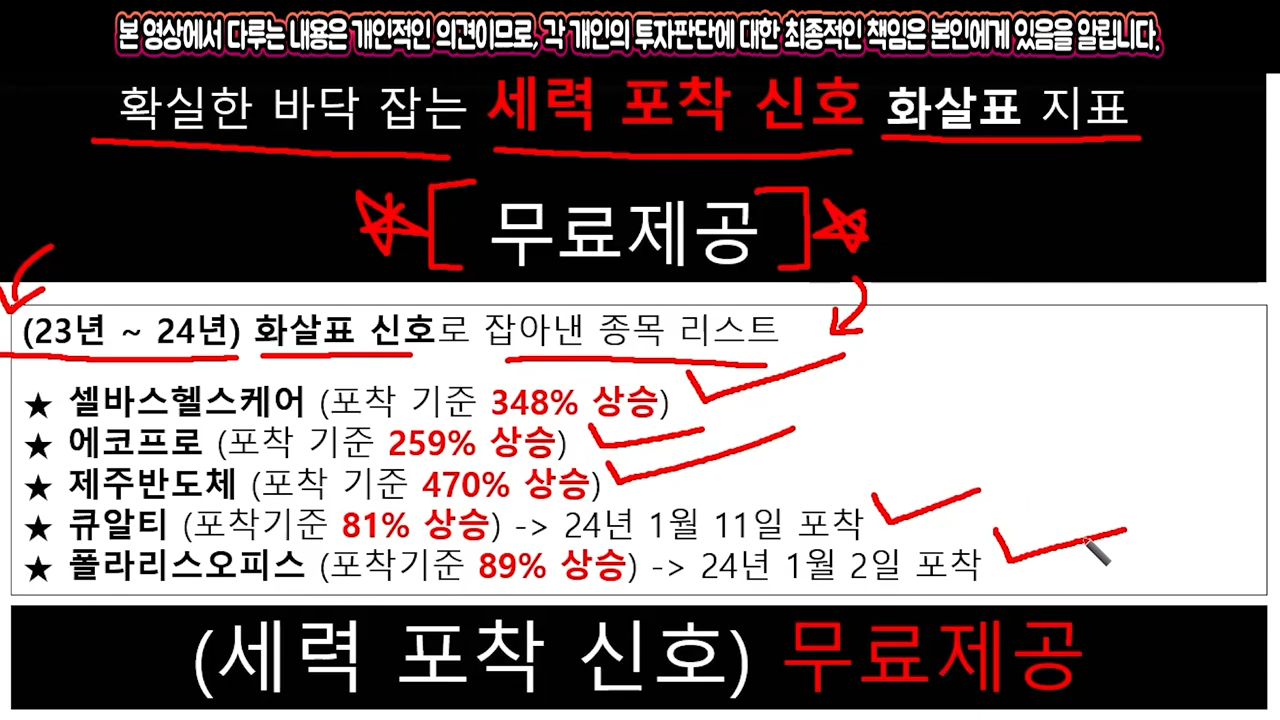 본 영상에서 다루는 내용은 개인적인 의견이므로, 각 개인의 투자판단에 대한 최종적인 책임은 본인에게 있음을 알립니다.
확실한 바닥 잡는 세력 포착 신호 화살표 지표
무료제공
(23년 ~ 24년) 화살표 신호로 잡아낸 종목 리스트
★ 셀바스헬스케어 (포착 기준 348% 상승)
★ 에코프로 (포착 기준 259% 상승)
★ 제주반도체 (포착 기준 470% 상승)
★ 큐알티 (포착기준 81% 상승) -> 24년 1월 11일 포착
★ 폴라리스오피스 (포착기준 89% 상승) -> 24년 1월 2일 포착
(세력 포착 신호) 무료제공